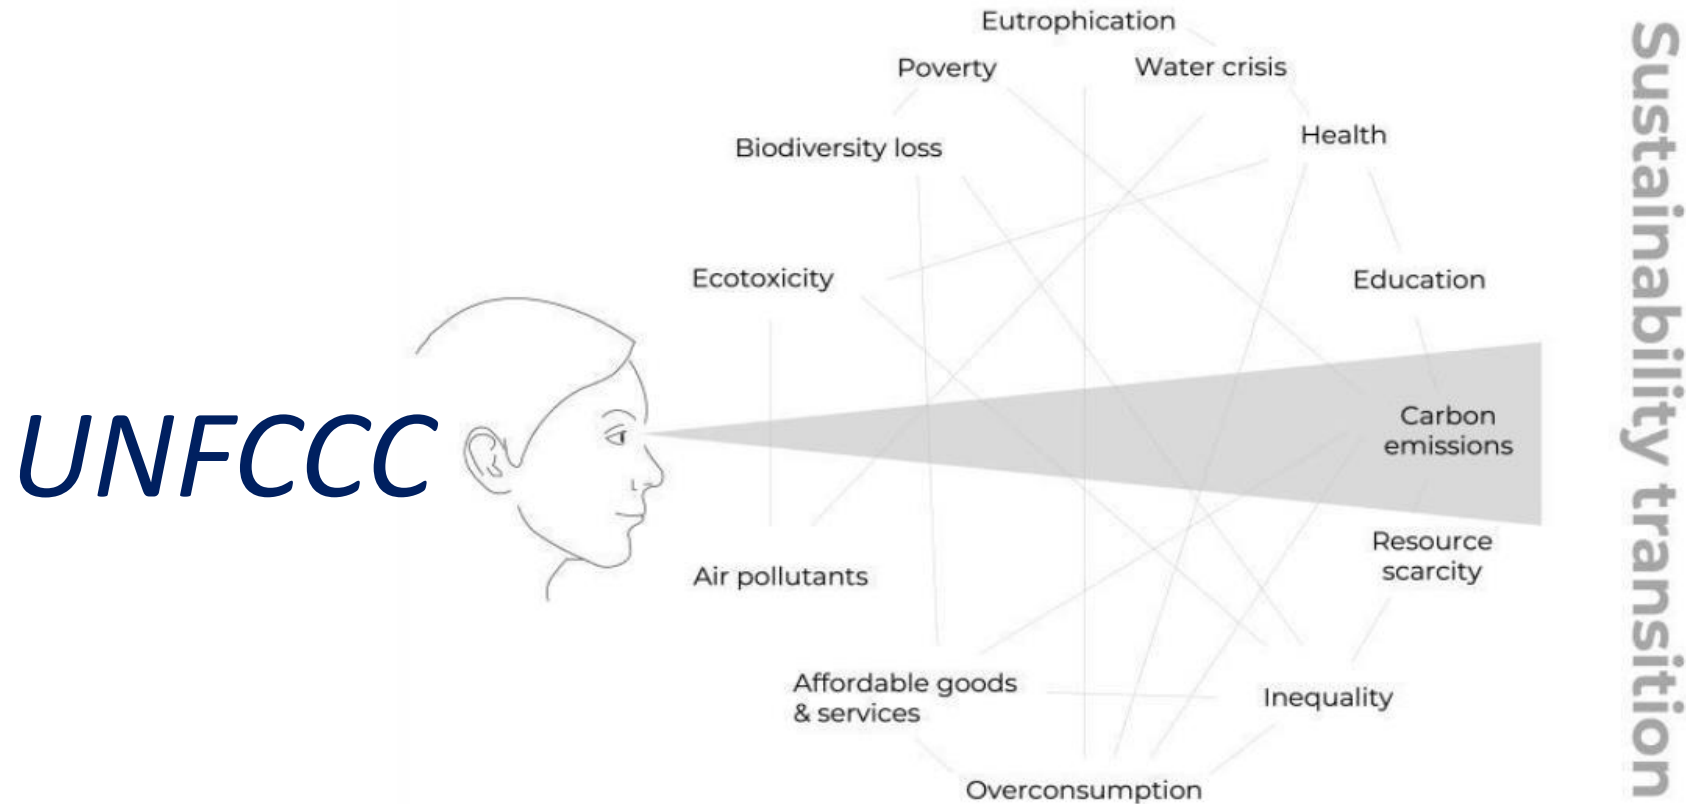 Eutrophication
Poverty
Water crisis
Health
Biodiversity loss
Ecotoxicity
Education
UNFCCC
Carbon
emissions
Resource
scarcity
Air pollutants
Affordable goods
& services
Inequality
Overconsumption
Sustainability transition